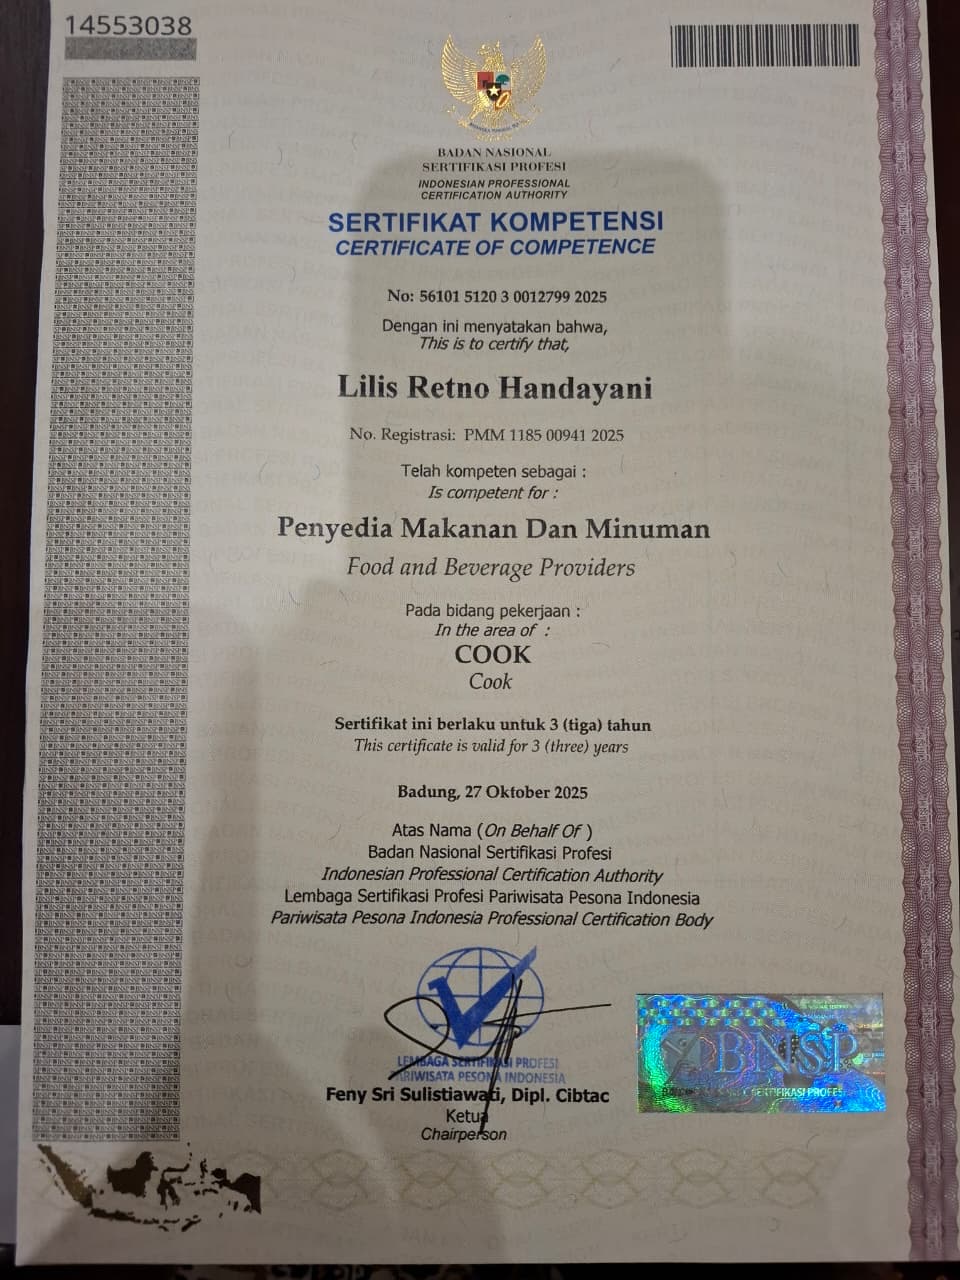 14553038
BADAN NASIONAL
SERTIFIKASI PROFESI
INDONESIAN PROFESSIONAL
CERTIFICATION AUTHORITY
SERTIFIKAT KOMPETENSI
CERTIFICATE OF COMPETENCE
No: 56101 5120 3 0012799 2025
Dengan ini menyatakan bahwa,
This is to certify that,
Lilis Retno Handayani
No. Registrasi: PMM 1185 00941 2025
Telah kompeten sebagai :
Is competent for :
Penyedia Makanan Dan Minuman
Food and Beverage Providers
Pada bidang pekerjaan :
In the area of :
COOK
Cook
Sertifikat ini berlaku untuk 3 (tiga) tahun
This certificate is valid for 3 (three) years
Badung, 27 Oktober 2025
Atas Nama (On Behalf Of )
Badan Nasional Sertifikasi Profesi
Indonesian Professional Certification Authority
Lembaga Sertifikasi Profesi Pariwisata Pesona Indonesia
Pariwisata Pesona Indonesia Professional Certification Body
LEMBAGA SERTIFIKASI PROFESI
PARIWISATA PESONA INDONESIA
BNSP
SERTIFIKASI PROFESI
Feny Sri Sulistiawati, Dipl. Cibtac
Ketua
Chairperson